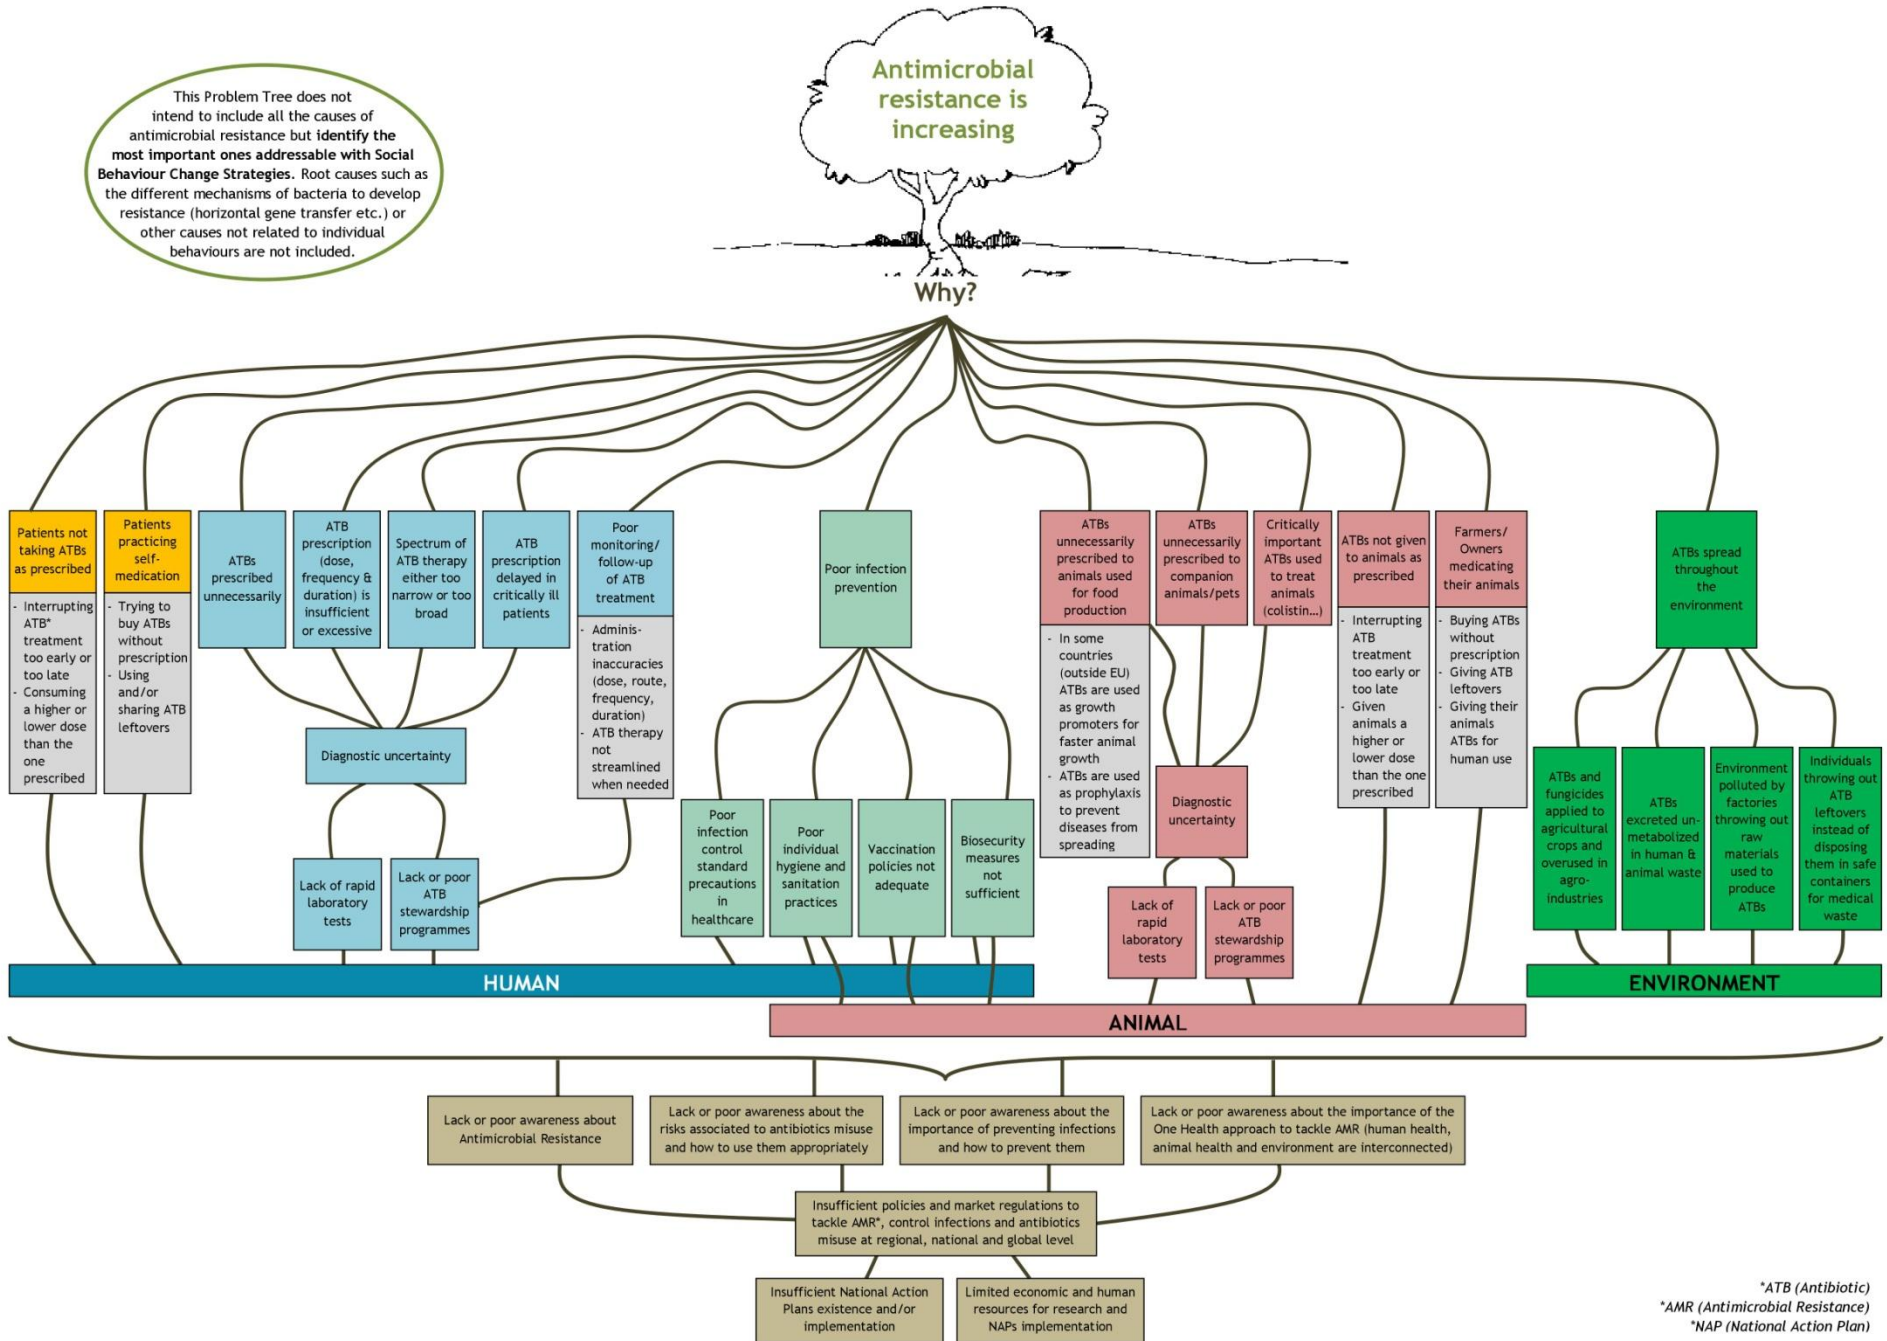 This Problem Tree does not
intend to include all the causes of
antimicrobial resistance but identify the
most important ones addressable with Social
Behaviour Change Strategies. Root causes such as
the different mechanisms of bacteria to develop
resistance (horizontal gene transfer etc.) or
other causes not related to individual
behaviours are not included.
Antimicrobial
resistance is
increasing
Why?
Patients not
taking ATBs
as prescribed
- Interrupting
ATB*
treatment
too early or
too late
- Consuming
a higher or
lower dose
than the
one
prescribed
Patients
practicing
self-
medication
- Trying to
buy ATBs
without
prescription
- Using
and/or
sharing ATB
leftovers
ATBs
prescribed
unnecessarily
ATB
prescription
(dose,
frequency &
duration) is
insufficient
or excessive
Spectrum of
ATB therapy
either too
narrow or too
broad
ATB
prescription
delayed in
critically ill
patients
Poor
monitoring/
follow-up
of ATB
treatment
- Adminis-
tration
inaccuracies
(dose, route,
frequency,
duration)
- ATB therapy
not
streamlined
when needed
Diagnostic uncertainty
Lack of rapid
laboratory
tests
Lack or poor
ATB
stewardship
programmes
Poor infection
prevention
Poor
infection
control
standard
precautions
in
healthcare
Poor
individual
hygiene and
sanitation
practices
Vaccination
policies not
adequate
Biosecurity
measures
not
sufficient
ATBs
unnecessarily
prescribed to
animals used
for food
production
- In some
countries
(outside EU)
ATBs are used
as growth
promoters for
faster animal
growth
- ATBs are used
as prophylaxis
to prevent
diseases from
spreading
ATBs
unnecessarily
prescribed to
companion
animals/pets
Critically
important
ATBs used
to treat
animals
(colistin...)
Diagnostic
uncertainty
Lack of
rapid
laboratory
tests
Lack or poor
ATB
stewardship
programmes
ATBs not given
to animals as
prescribed
- Interrupting
ATB
treatment
too early or
too late
- Given
animals a
higher or
lower dose
than the one
prescribed
Farmers/
Owners
medicating
their animals
- Buying ATBs
without
prescription
- Giving ATB
leftovers
- Giving their
animals
ATBs for
human use
ATBs spread
throughout
the
environment
ATBs and
fungicides
applied to
agricultural
crops and
overused in
agro-
industries
ATBs
excreted un-
metabolized
in human &
animal waste
Environment
polluted by
factories
throwing out
raw
materials
used to
produce
ATBs
Individuals
throwing out
ATB
leftovers
instead of
disposing
them in safe
containers
for medical
waste
HUMAN
ANIMAL
ENVIRONMENT
Lack or poor awareness about
Antimicrobial Resistance
Lack or poor awareness about the
risks associated to antibiotics misuse
and how to use them appropriately
Lack or poor awareness about the
importance of preventing infections
and how to prevent them
Lack or poor awareness about the importance of the
One Health approach to tackle AMR (human health,
animal health and environment are interconnected)
Insufficient policies and market regulations to
tackle AMR*, control infections and antibiotics
misuse at regional, national and global level
Insufficient National Action
Plans existence and/or
implementation
Limited economic and human
resources for research and
NAPs implementation
*ATB (Antibiotic)
*AMR (Antimicrobial Resistance)
*NAP (National Action Plan)